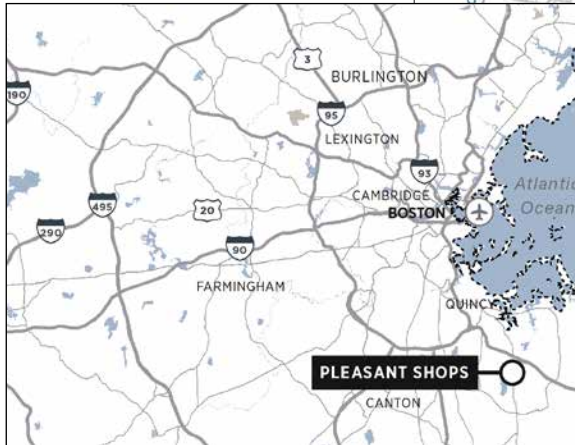 3
BURLINGTON
190
95
LEXINGTON
93
CAMBRIDGE
Atlantic
Ocean
495
20
BOSTON
290
90
FARMINGHAM
QUINCY
PLEASANT SHOPS
CANTON